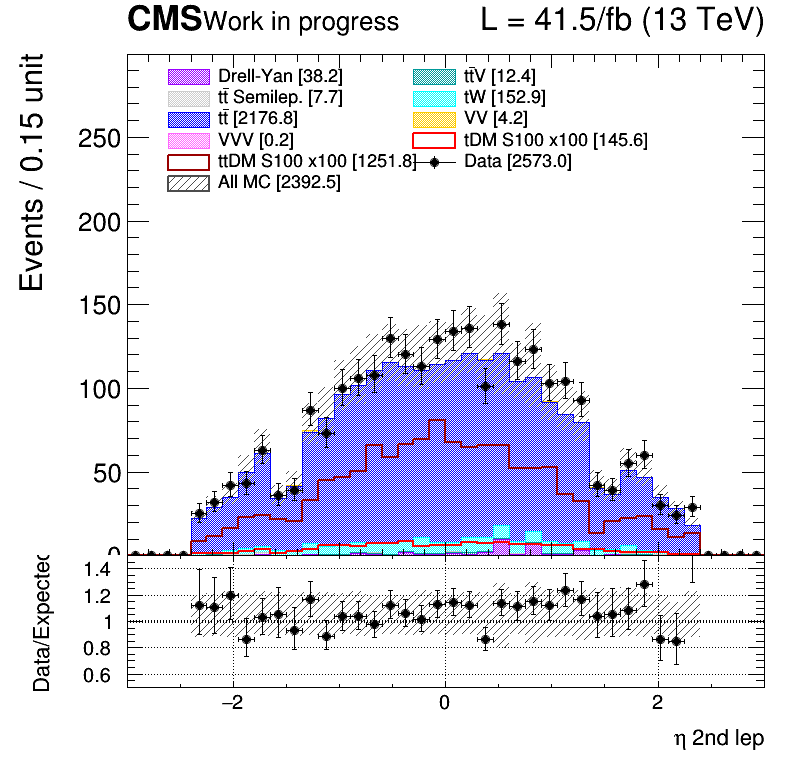 CMS Work in progress L = 41.5/fb (13 TeV)
Drell-Yan [38.2] tt̄V [12.4]
tt̄ Semilep. [7.7] tW [152.9]
tt̄ [2176.8] VV [4.2]
VVV [0.2] tDM S100 x100 [145.6]
ttDM S100 x100 [1251.8] Data [2573.0]
All MC [2392.5]
Events / 0.15 unit
250
200
150
100
50
0
Data/Expected
1.4
1.2
1
0.8
0.6
−2 0 2
η 2nd lep